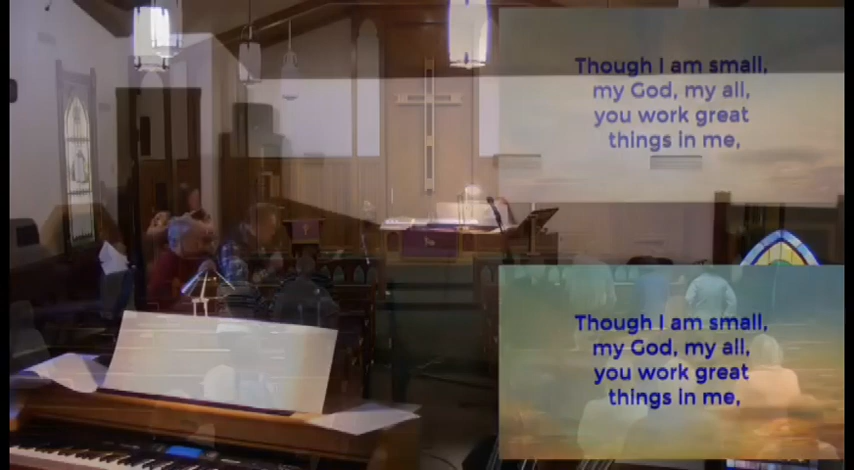 Though I am small,
my God, my all,
you work great
things in me,
Though I am small,
my God, my all,
you work great
things in me,